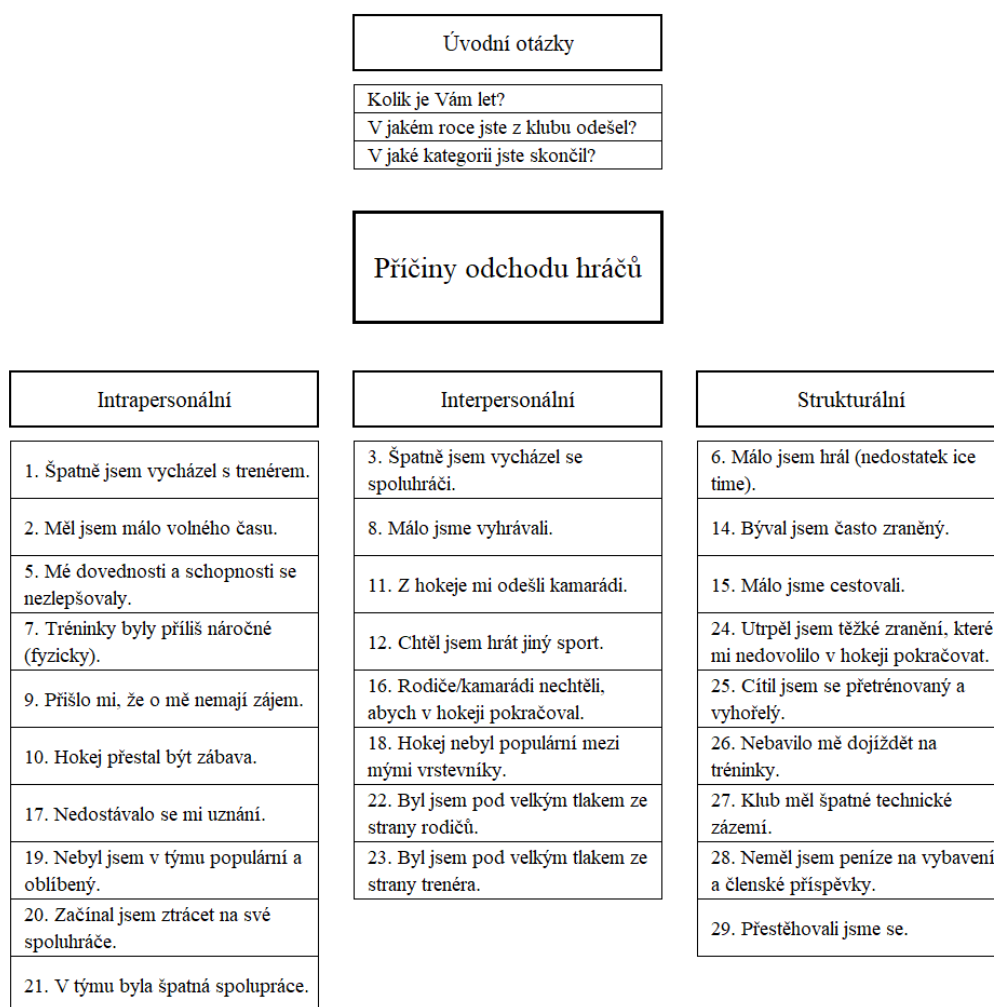 Úvodní otázky
Kolik je Vám let?
V jakém roce jste z klubu odešel?
V jaké kategorii jste skončil?
Příčiny odchodu hráčů
Intrapersonální
1. Špatně jsem vycházel s trenérem.
2. Měl jsem málo volného času.
5. Mé dovednosti a schopnosti se
nezlepšovaly.
7. Tréninky byly příliš náročné
(fyzicky).
9. Přišlo mi, že o mě nemají zájem.
10. Hokej přestal být zábava.
17. Nedostávalo se mi uznání.
19. Nebyl jsem v týmu populární a
oblíbený.
20. Začínal jsem ztrácet na své
spoluhráče.
21. V týmu byla špatná spolupráce.
Interpersonální
3. Špatně jsem vycházel se
spoluhráči.
8. Málo jsme vyhrávali.
11. Z hokeje mi odešli kamarádi.
12. Chtěl jsem hrát jiný sport.
16. Rodiče/kamarádi nechtěli,
abych v hokeji pokračoval.
18. Hokej nebyl populární mezi
mými vrstevníky.
22. Byl jsem pod velkým tlakem ze
strany rodičů.
23. Byl jsem pod velkým tlakem ze
strany trenéra.
Strukturální
6. Málo jsem hrál (nedostatek ice
time).
14. Býval jsem často zraněný.
15. Málo jsme cestovali.
24. Utrpěl jsem těžké zranění, které
mi nedovolilo v hokeji pokračovat.
25. Cítil jsem se přetrénovaný a
vyhořelý.
26. Nebavilo mě dojíždět na
tréninky.
27. Klub měl špatné technické
zázemí.
28. Neměl jsem peníze na vybavení
a členské příspěvky.
29. Přestěhovali jsme se.